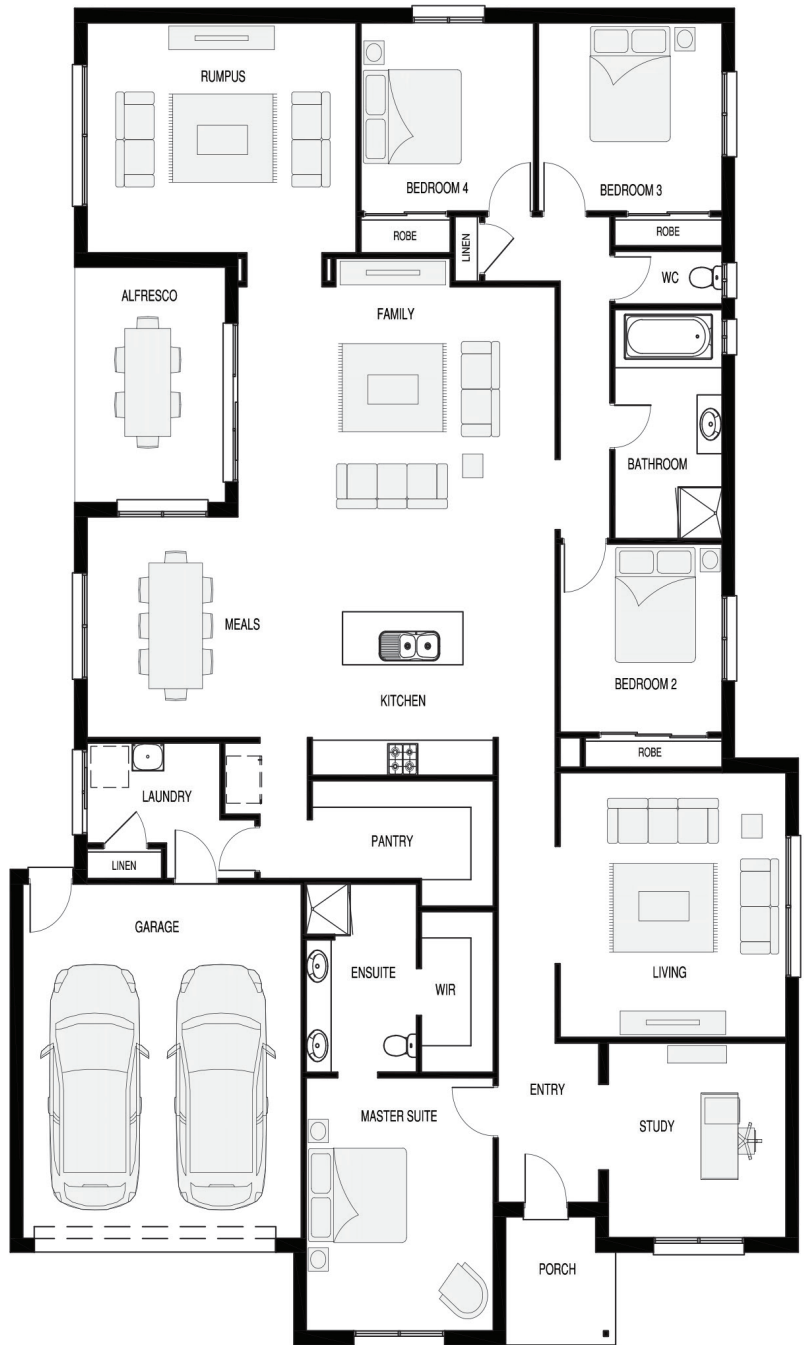 RUMPUS
BEDROOM 4
BEDROOM 3
ROBE
LINEN
ROBE
WC
ALFRESCO
FAMILY
BATHROOM
MEALS
BEDROOM 2
KITCHEN
ROBE
LAUNDRY
PANTRY
LINEN
GARAGE
ENSUITE
WIR
LIVING
ENTRY
MASTER SUITE
STUDY
PORCH